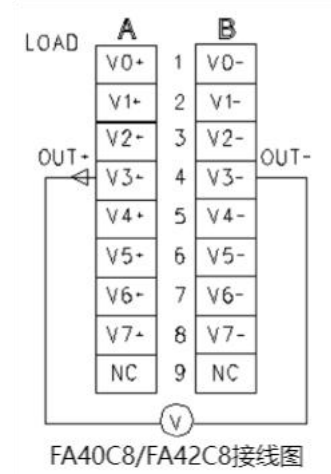 A B
LOAD
V0+ 1 V0-
V1+ 2 V1-
V2+ 3 V2-
OUT+ OUT-
V3+ 4 V3-
V4+ 5 V4-
V5+ 6 V5-
V6+ 7 V6-
V7+ 8 V7-
NC 9 NC
V
FA40C8/FA42C8接线图